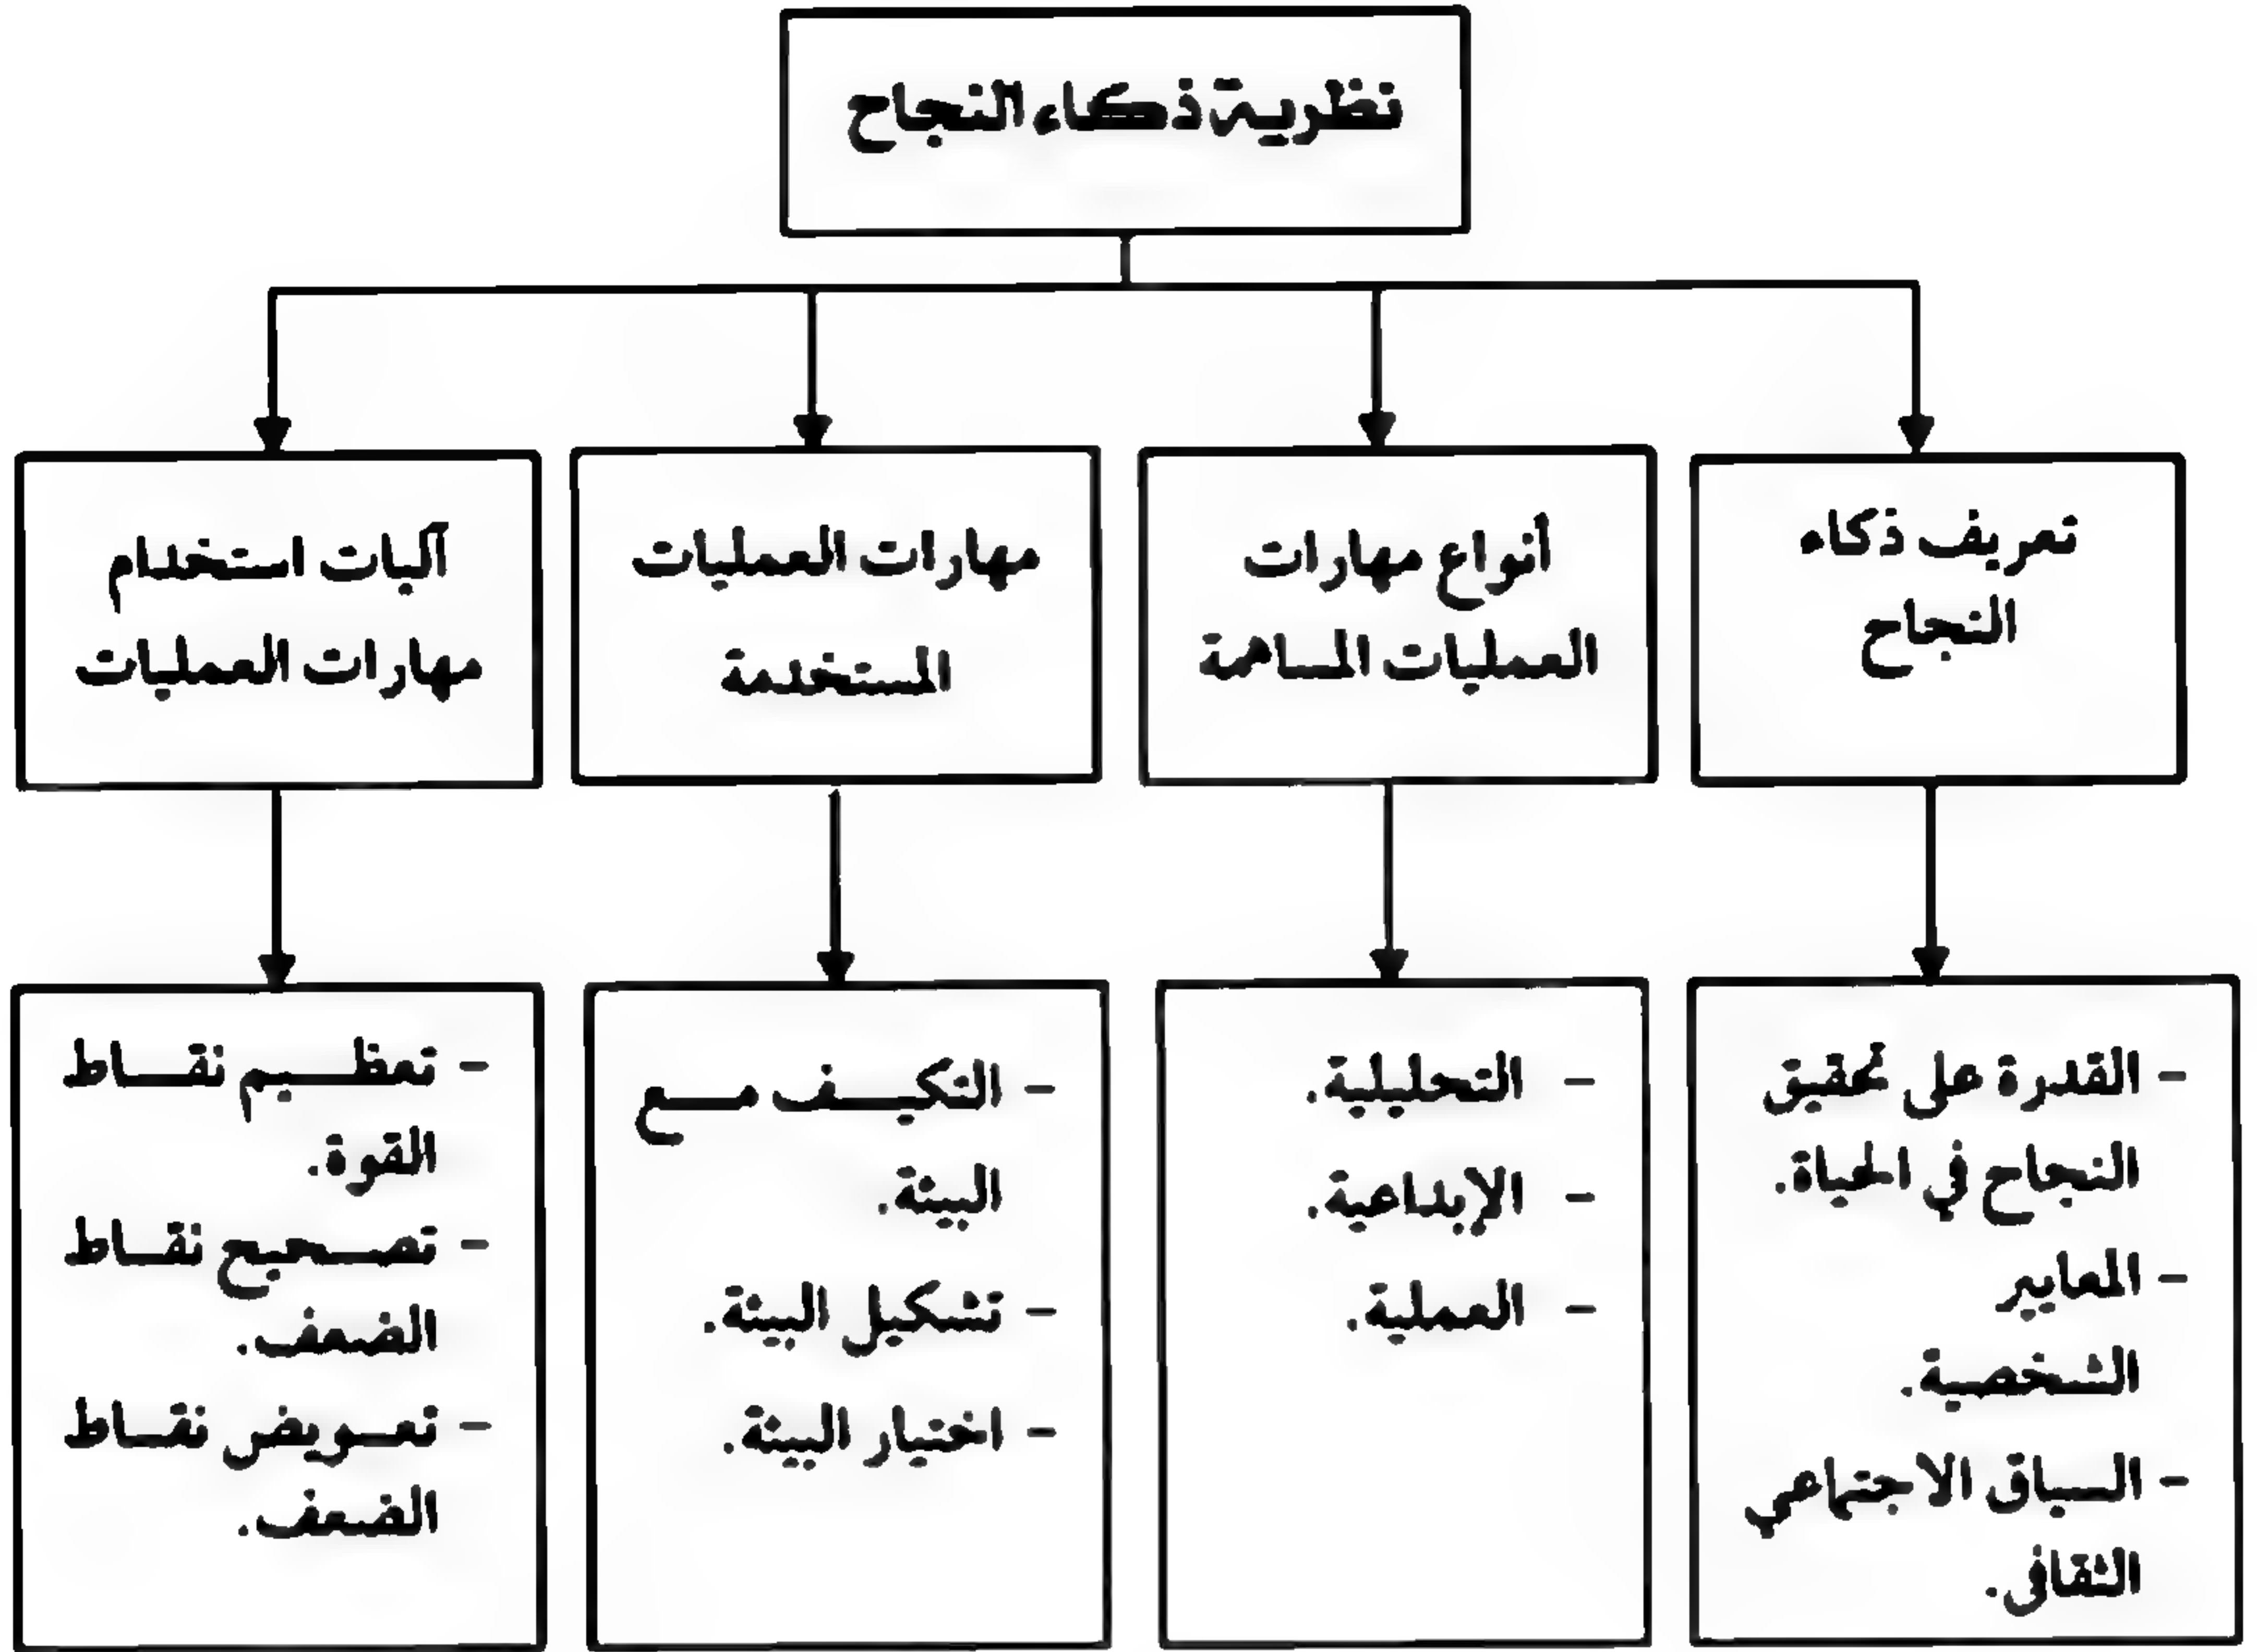 نظرية ذكاء النجاح
تعريف ذكاء
النجاح
أنواع مهارات
العمليات المساهمة
مهارات العمليات
المستخدمة
آليات استخدام
مهارات العمليات
- القدرة على تحقيق
النجاح في الحياة.
- المعايير
الشخصية.
- السياق الاجتماعي
الثقافي.
- التحليلية.
- الإبداعية.
- العملية.
- التكيف مع
البيئة.
- تشكيل البيئة.
- اختيار البيئة.
- تعظيم نقاط
القوة.
- تصحيح نقاط
الضعف.
- تعويض نقاط
الضعف.